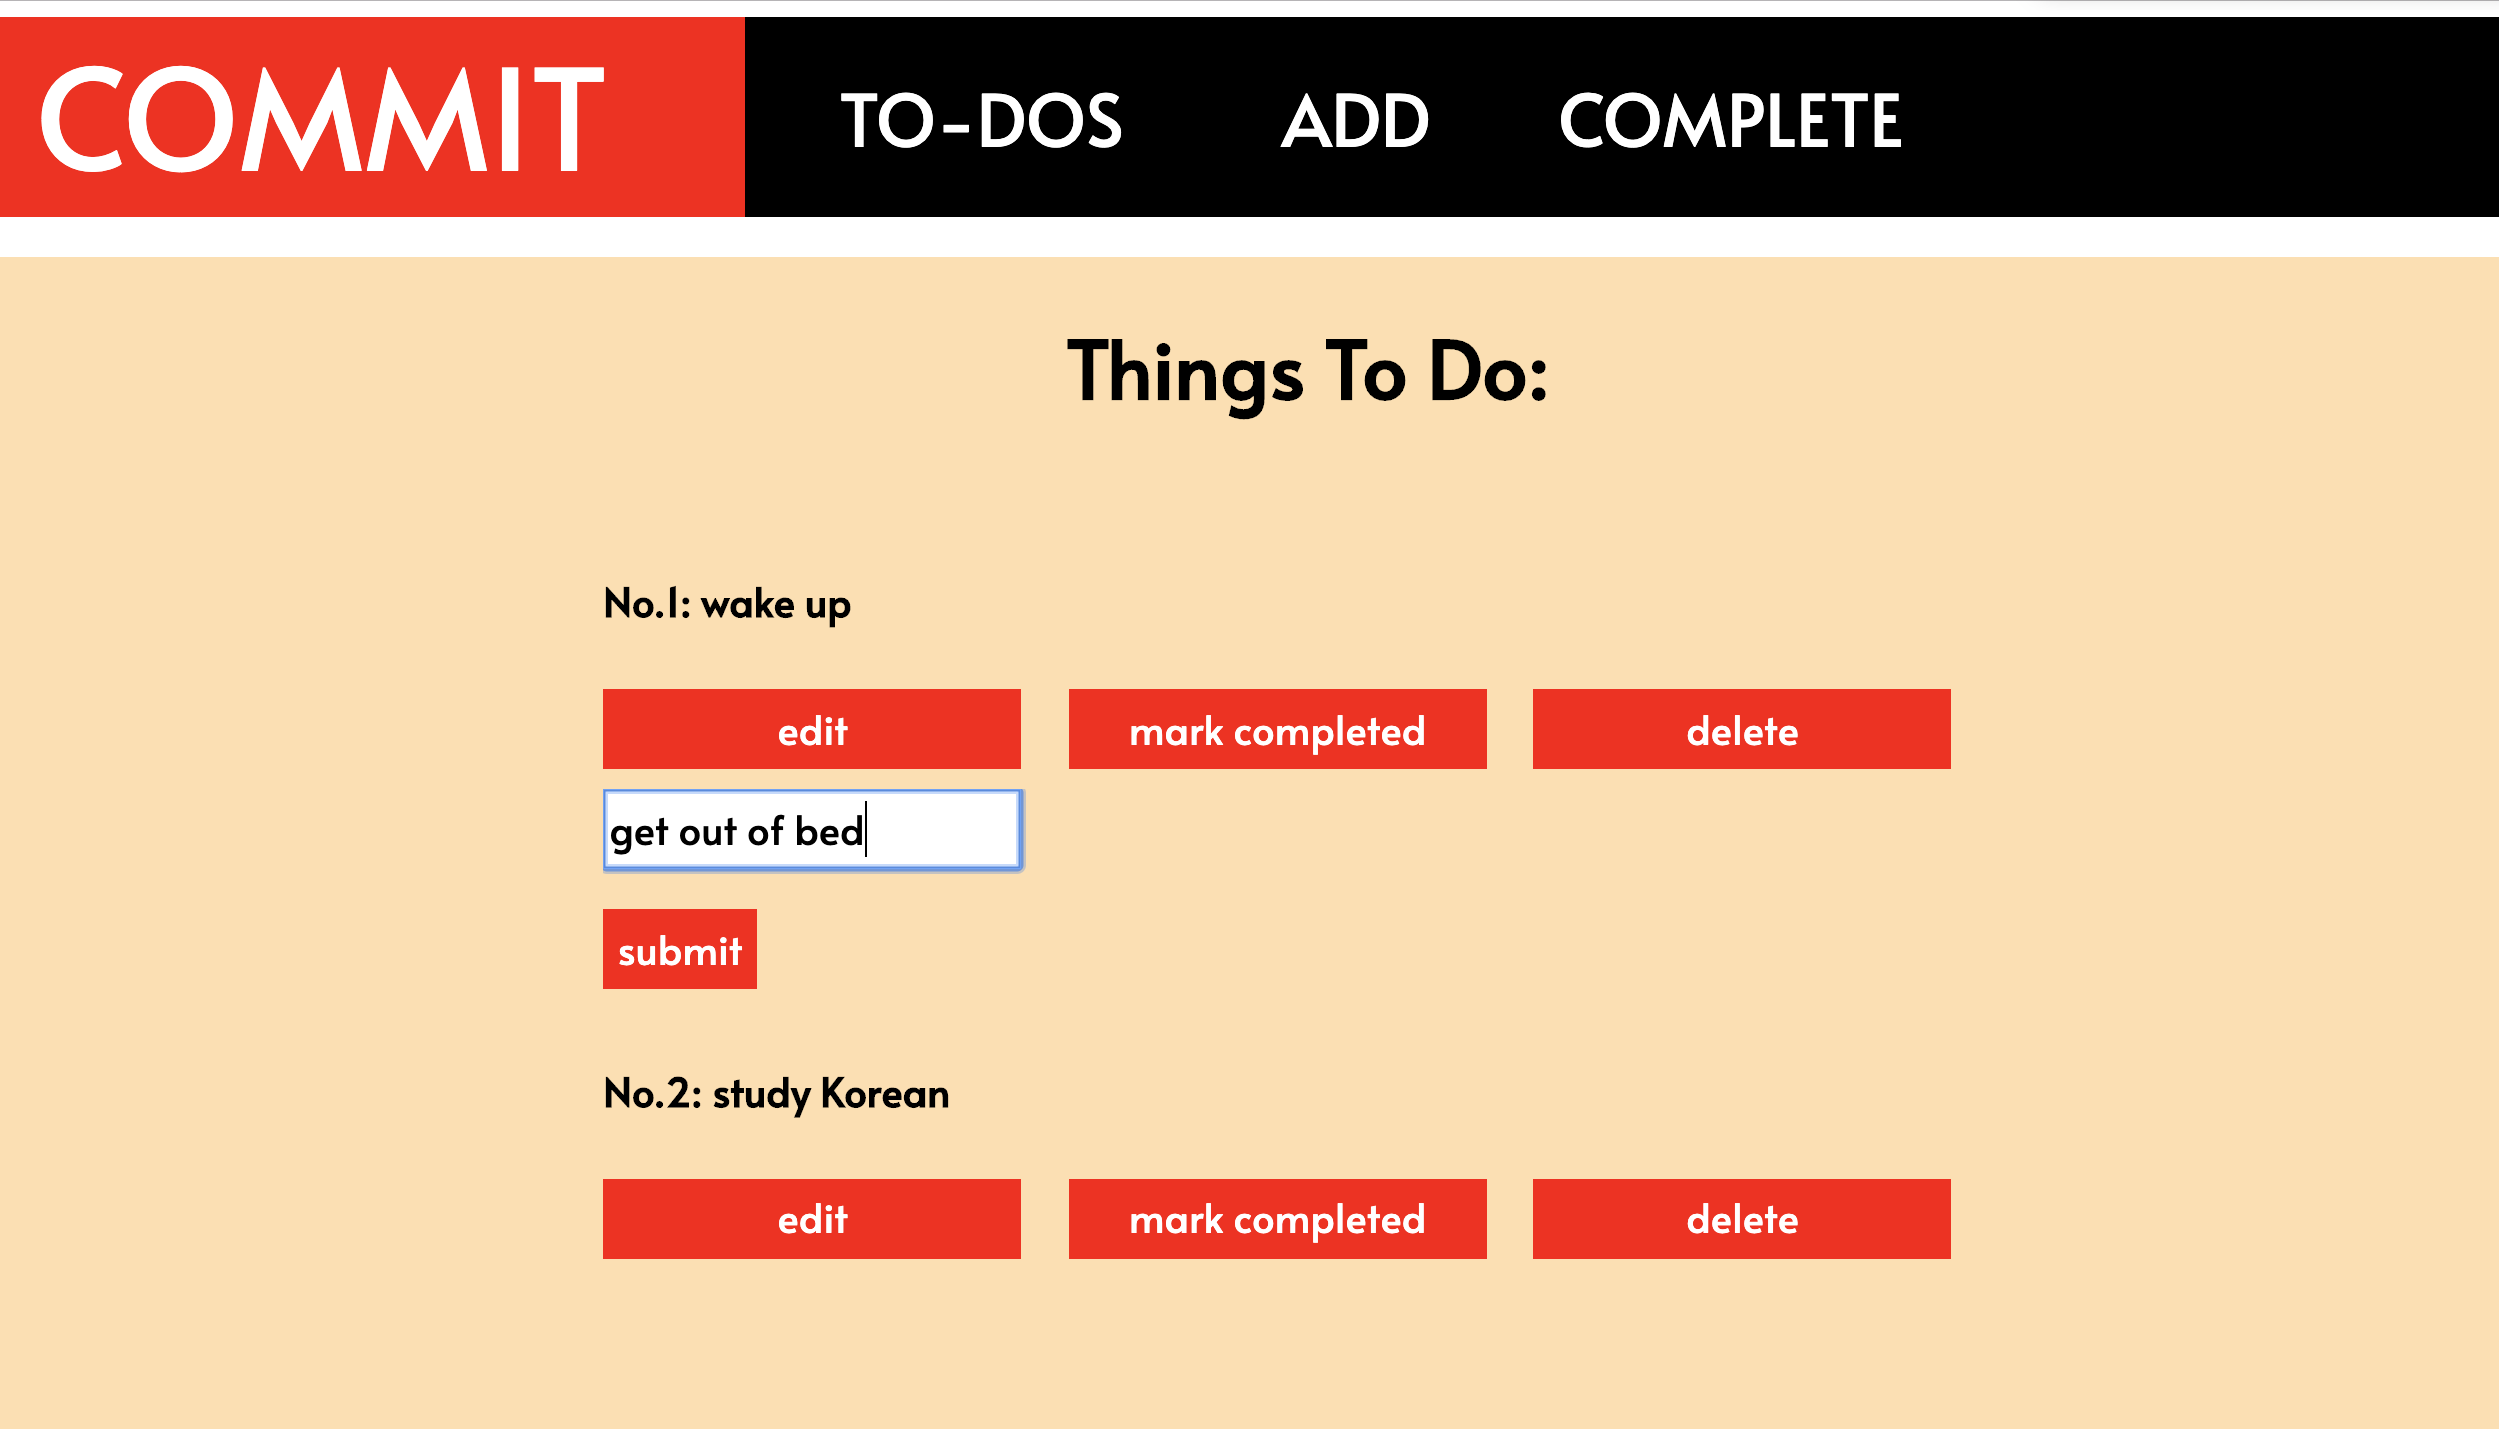 COMMIT TO-DOS ADD COMPLETE
Things To Do:
No.1: wake up
edit mark completed delete
get out of bed
submit
No.2: study Korean
edit mark completed delete